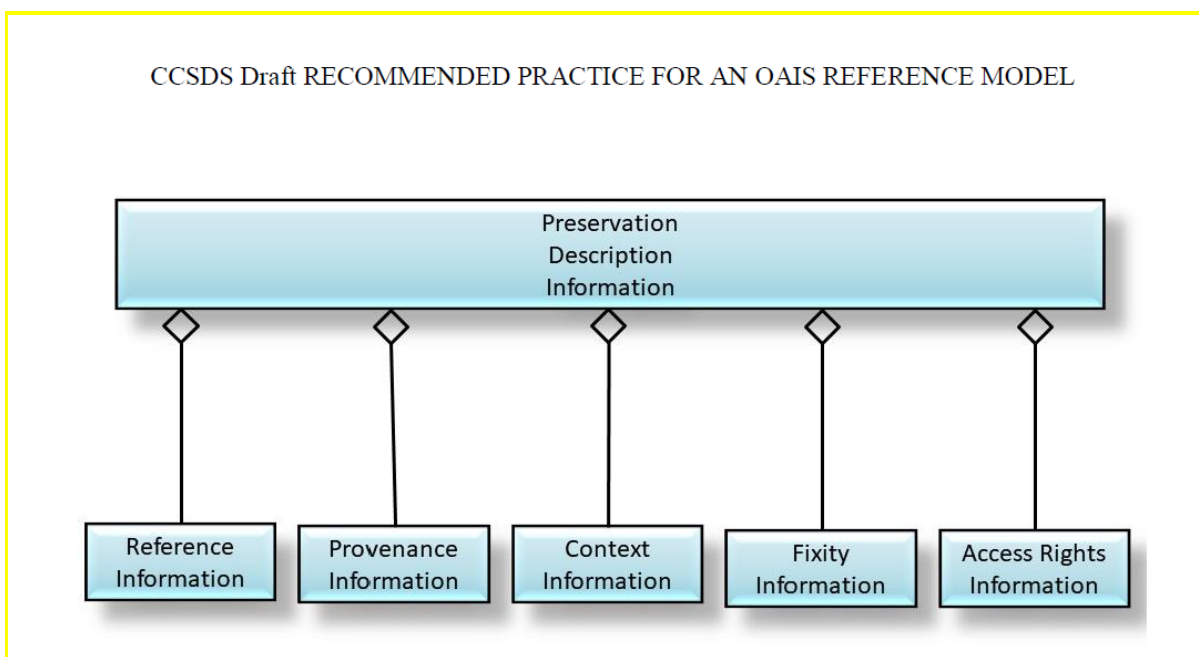 CCSDS Draft RECOMMENDED PRACTICE FOR AN OAIS REFERENCE MODEL
Preservation
Description
Information
Reference
Information
Provenance
Information
Context
Information
Fixity
Information
Access Rights
Information